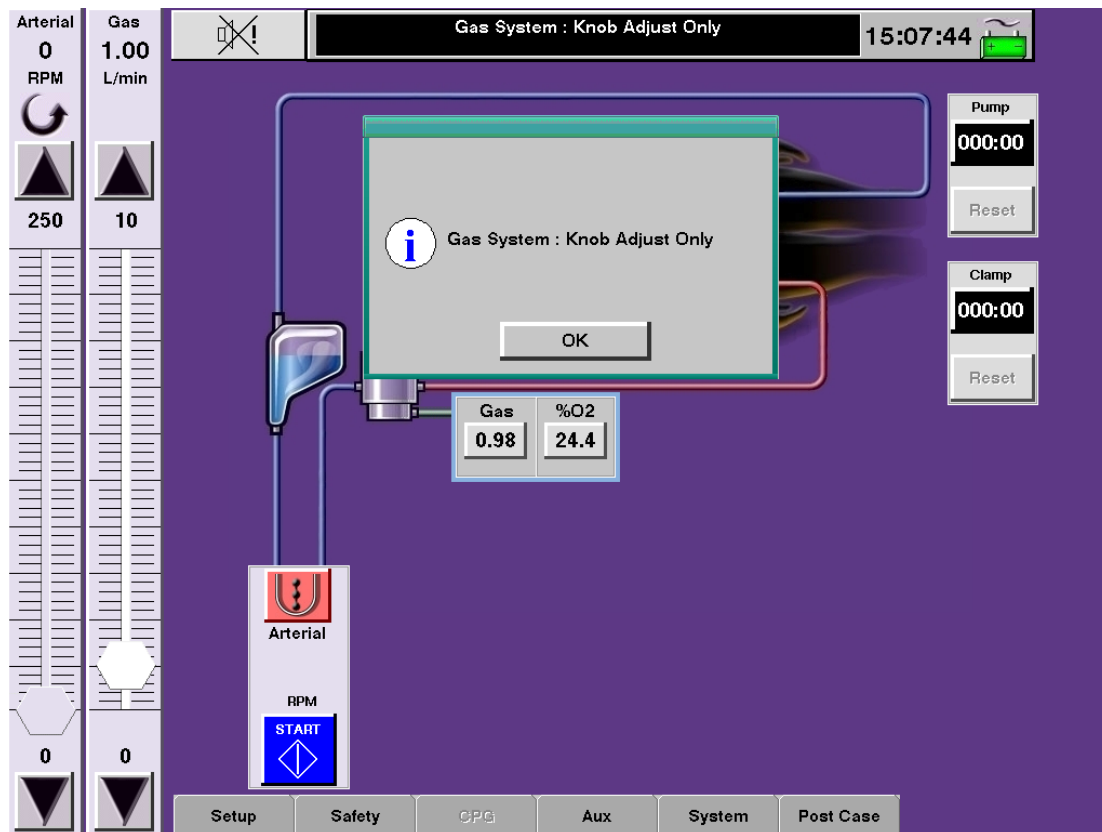 Arterial
0
RPM
250
0
Gas
1.00
L/min
10
0
!
Gas System : Knob Adjust Only
15:07:44
+ -
i
Gas System : Knob Adjust Only
OK
Pump
000:00
Reset
Clamp
000:00
Reset
Gas %O2
0.98 24.4
Arterial
RPM
START
Setup Safety CPG Aux System Post Case